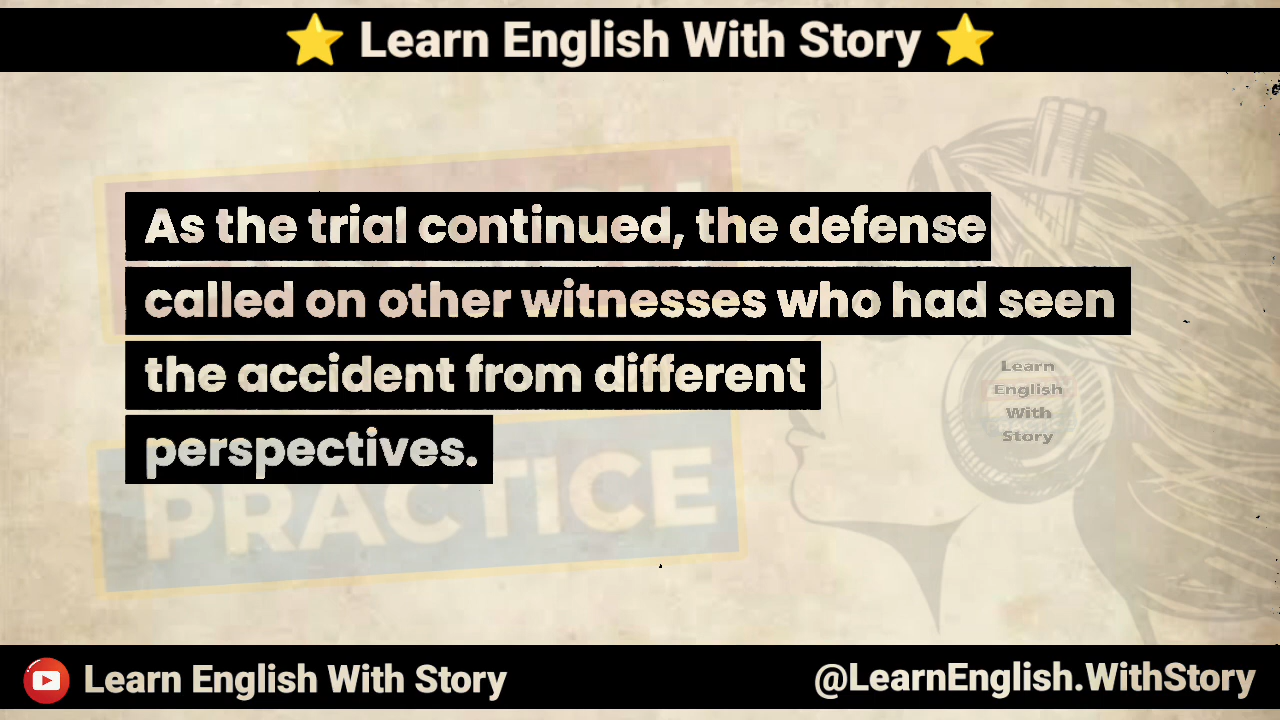 Learn English With Story
As the trial continued, the defense
called on other witnesses who had seen
the accident from different
perspectives.
Learn
English
With
Story
PRACTICE
Learn English With Story
@LearnEnglish.WithStory